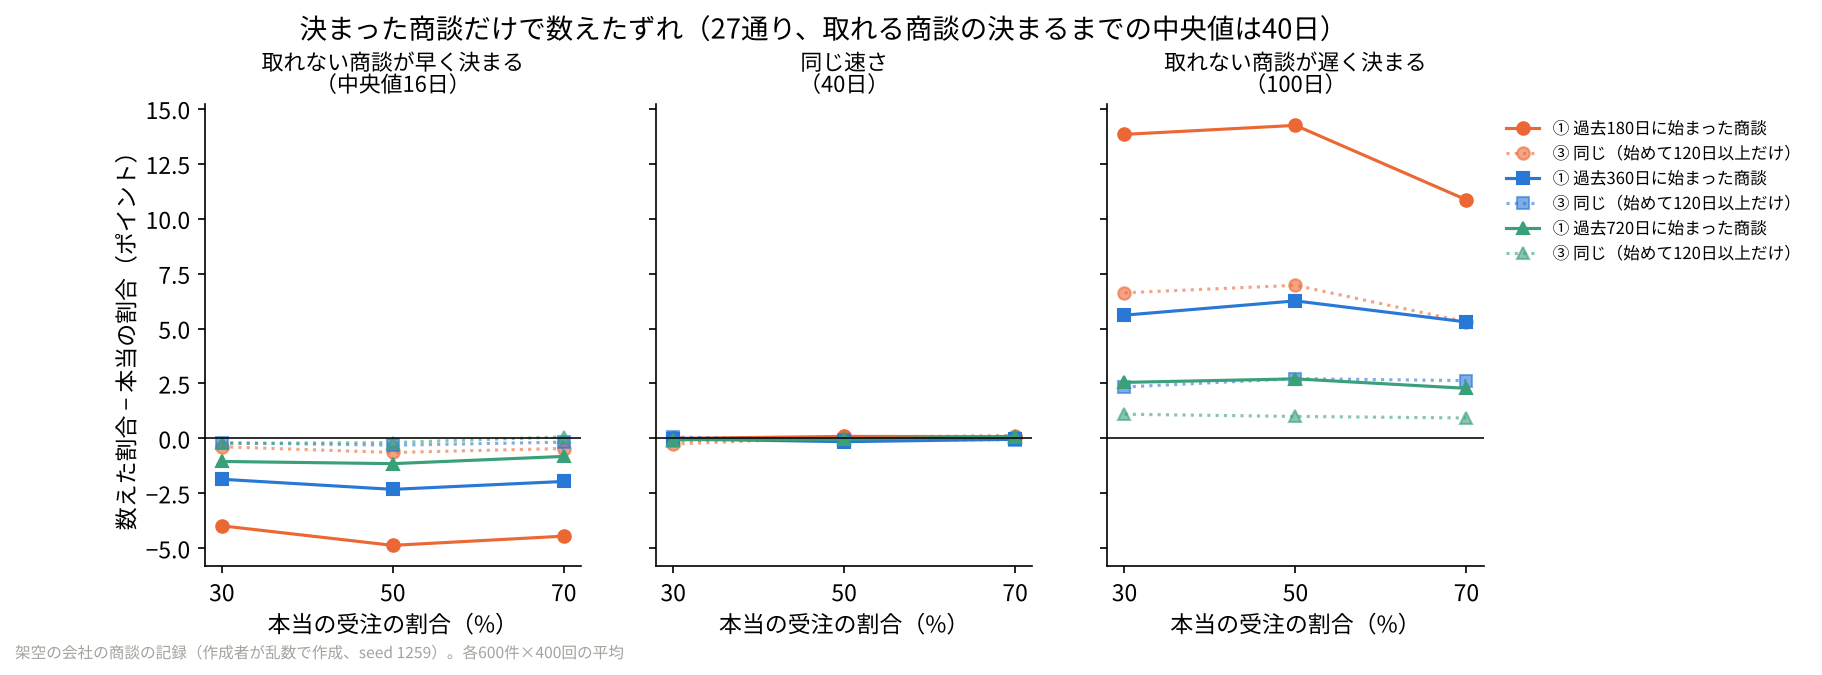 決まった商談だけで数えたずれ（27通り、取れる商談の決まるまでの中央値は40日）
取れない商談が早く決まる
（中央値16日）
同じ速さ
（40日）
取れない商談が遅く決まる
（100日）
数えた割合－本当の割合（ポイント）
15.0
12.5
10.0
7.5
5.0
2.5
0.0
−2.5
−5.0
30
50
70
30
50
70
30
50
70
本当の受注の割合（%）
本当の受注の割合（%）
本当の受注の割合（%）
① 過去180日に始まった商談
③ 同じ（始めて120日以上だけ）
① 過去360日に始まった商談
③ 同じ（始めて120日以上だけ）
① 過去720日に始まった商談
③ 同じ（始めて120日以上だけ）
架空の会社の商談の記録（作成者が乱数で作成、seed 1259）。各600件×400回の平均